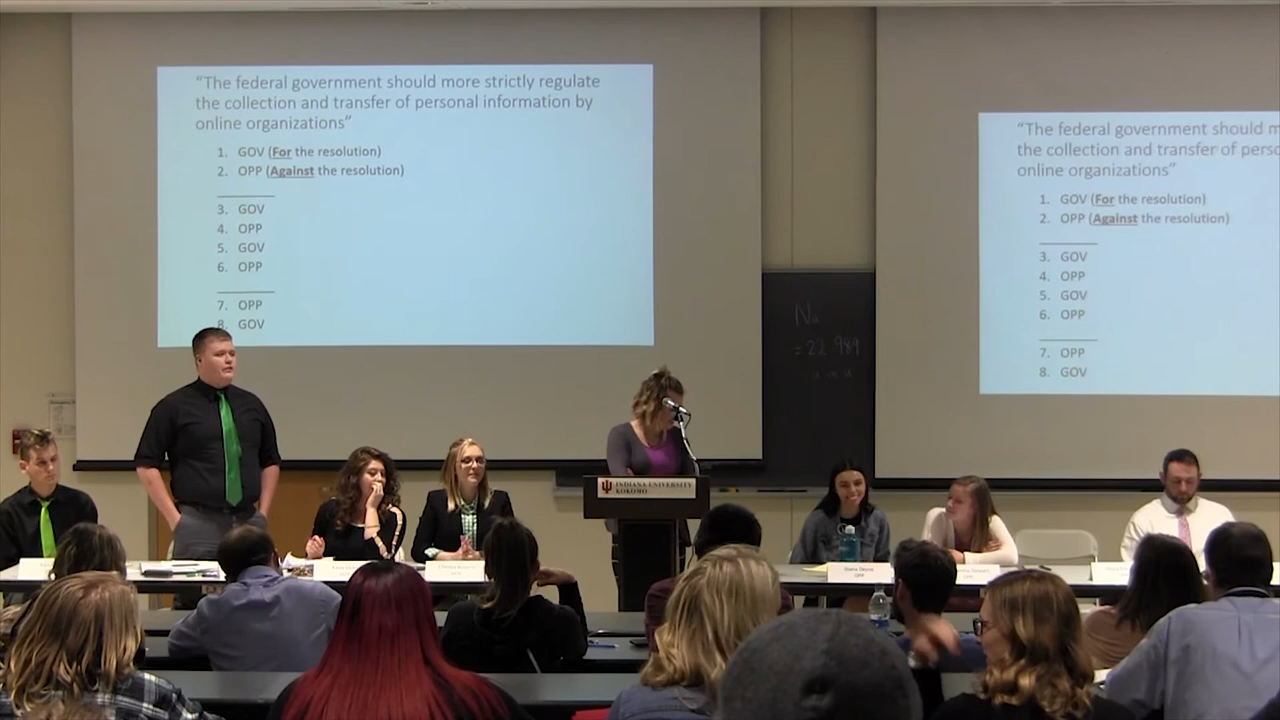 “The federal government should more strictly regulate
the collection and transfer of personal information by
online organizations”
1. GOV (For the resolution)
2. OPP (Against the resolution)
3. GOV
4. OPP
5. GOV
6. OPP
7. OPP
8. GOV
“The federal government should m
the collection and transfer of perso
online organizations”
1. GOV (For the resolution)
2. OPP (Against the resolution)
3. GOV
4. OPP
5. GOV
6. OPP
7. OPP
8. GOV
Na
= 22.989
INDIANA UNIVERSITY
KOKOMO
OPP